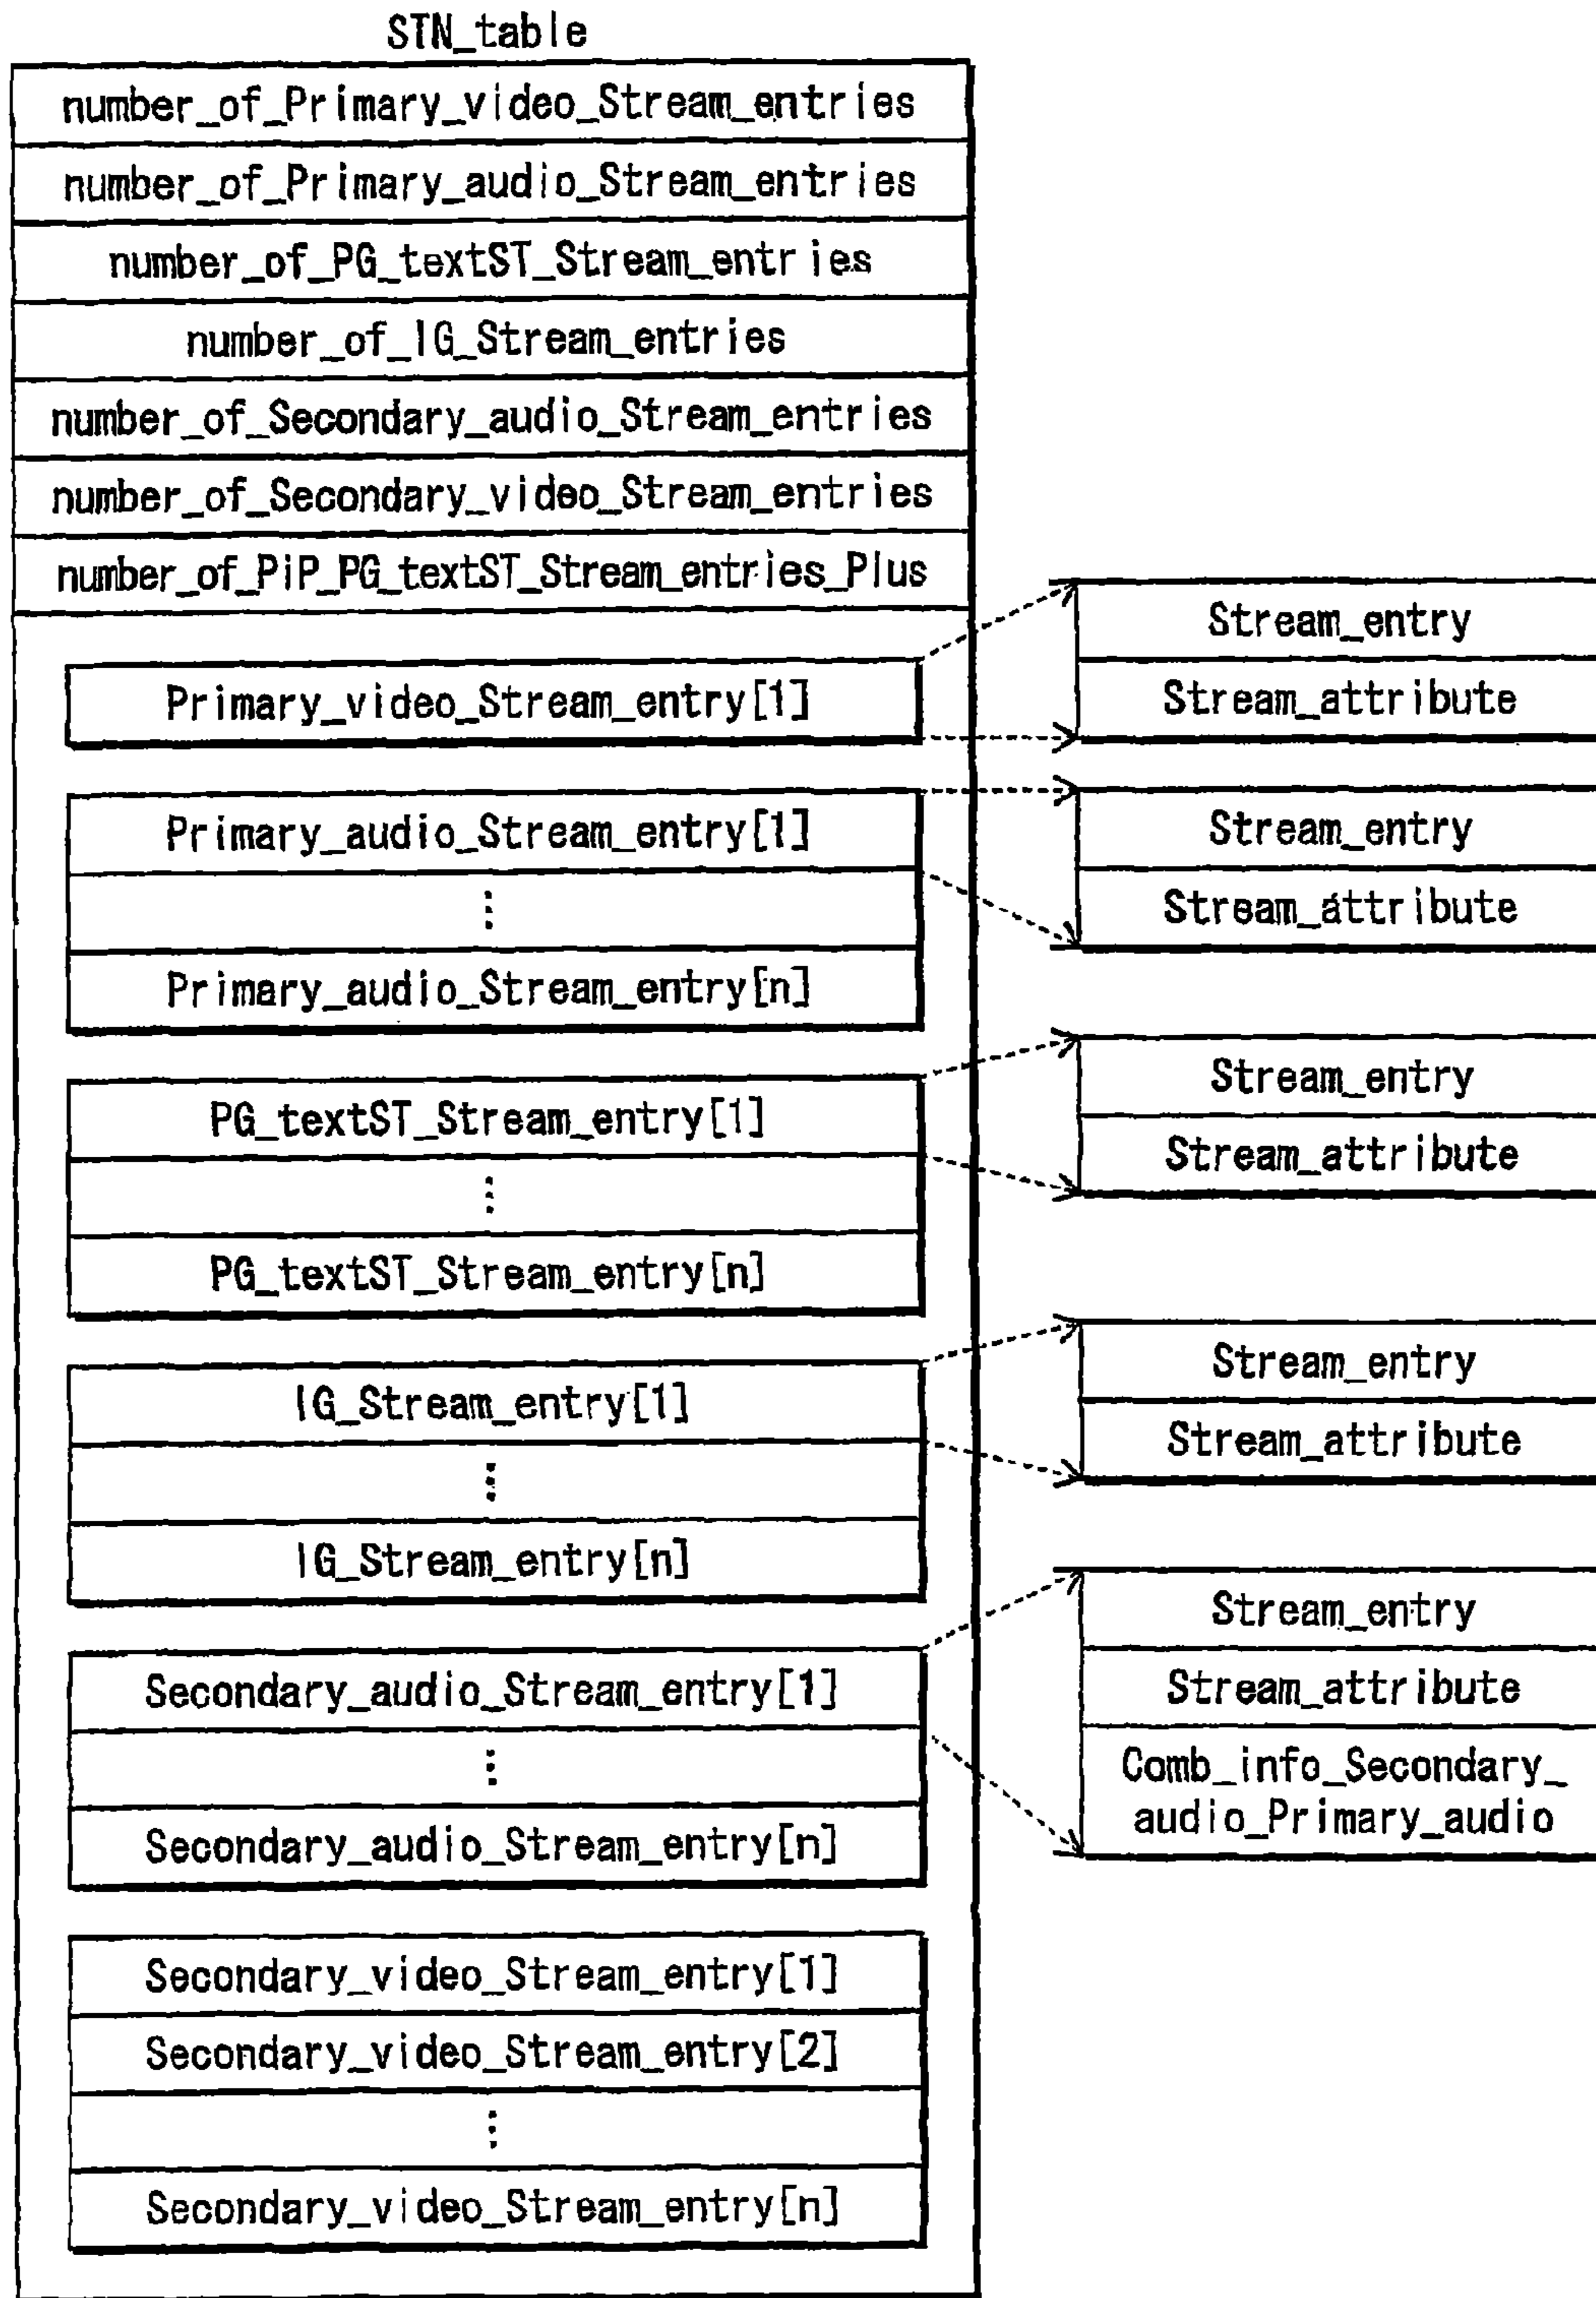 STN_table
number_of_Primary_video_Stream_entries
number_of_Primary_audio_Stream_entries
number_of_PG_textST_Stream_entries
number_of_IG_Stream_entries
number_of_Secondary_audio_Stream_entries
number_of_Secondary_video_Stream_entries
number_of_PiP_PG_textST_Stream_entries_Plus
Primary_video_Stream_entry[1]
Stream_entry
Stream_attribute
Primary_audio_Stream_entry[1]
⋮
Primary_audio_Stream_entry[n]
Stream_entry
Stream_attribute
PG_textST_Stream_entry[1]
⋮
PG_textST_Stream_entry[n]
Stream_entry
Stream_attribute
IG_Stream_entry[1]
⋮
IG_Stream_entry[n]
Stream_entry
Stream_attribute
Secondary_audio_Stream_entry[1]
⋮
Secondary_audio_Stream_entry[n]
Stream_entry
Stream_attribute
Comb_info_Secondary_
audio_Primary_audio
Secondary_video_Stream_entry[1]
Secondary_video_Stream_entry[2]
⋮
Secondary_video_Stream_entry[n]